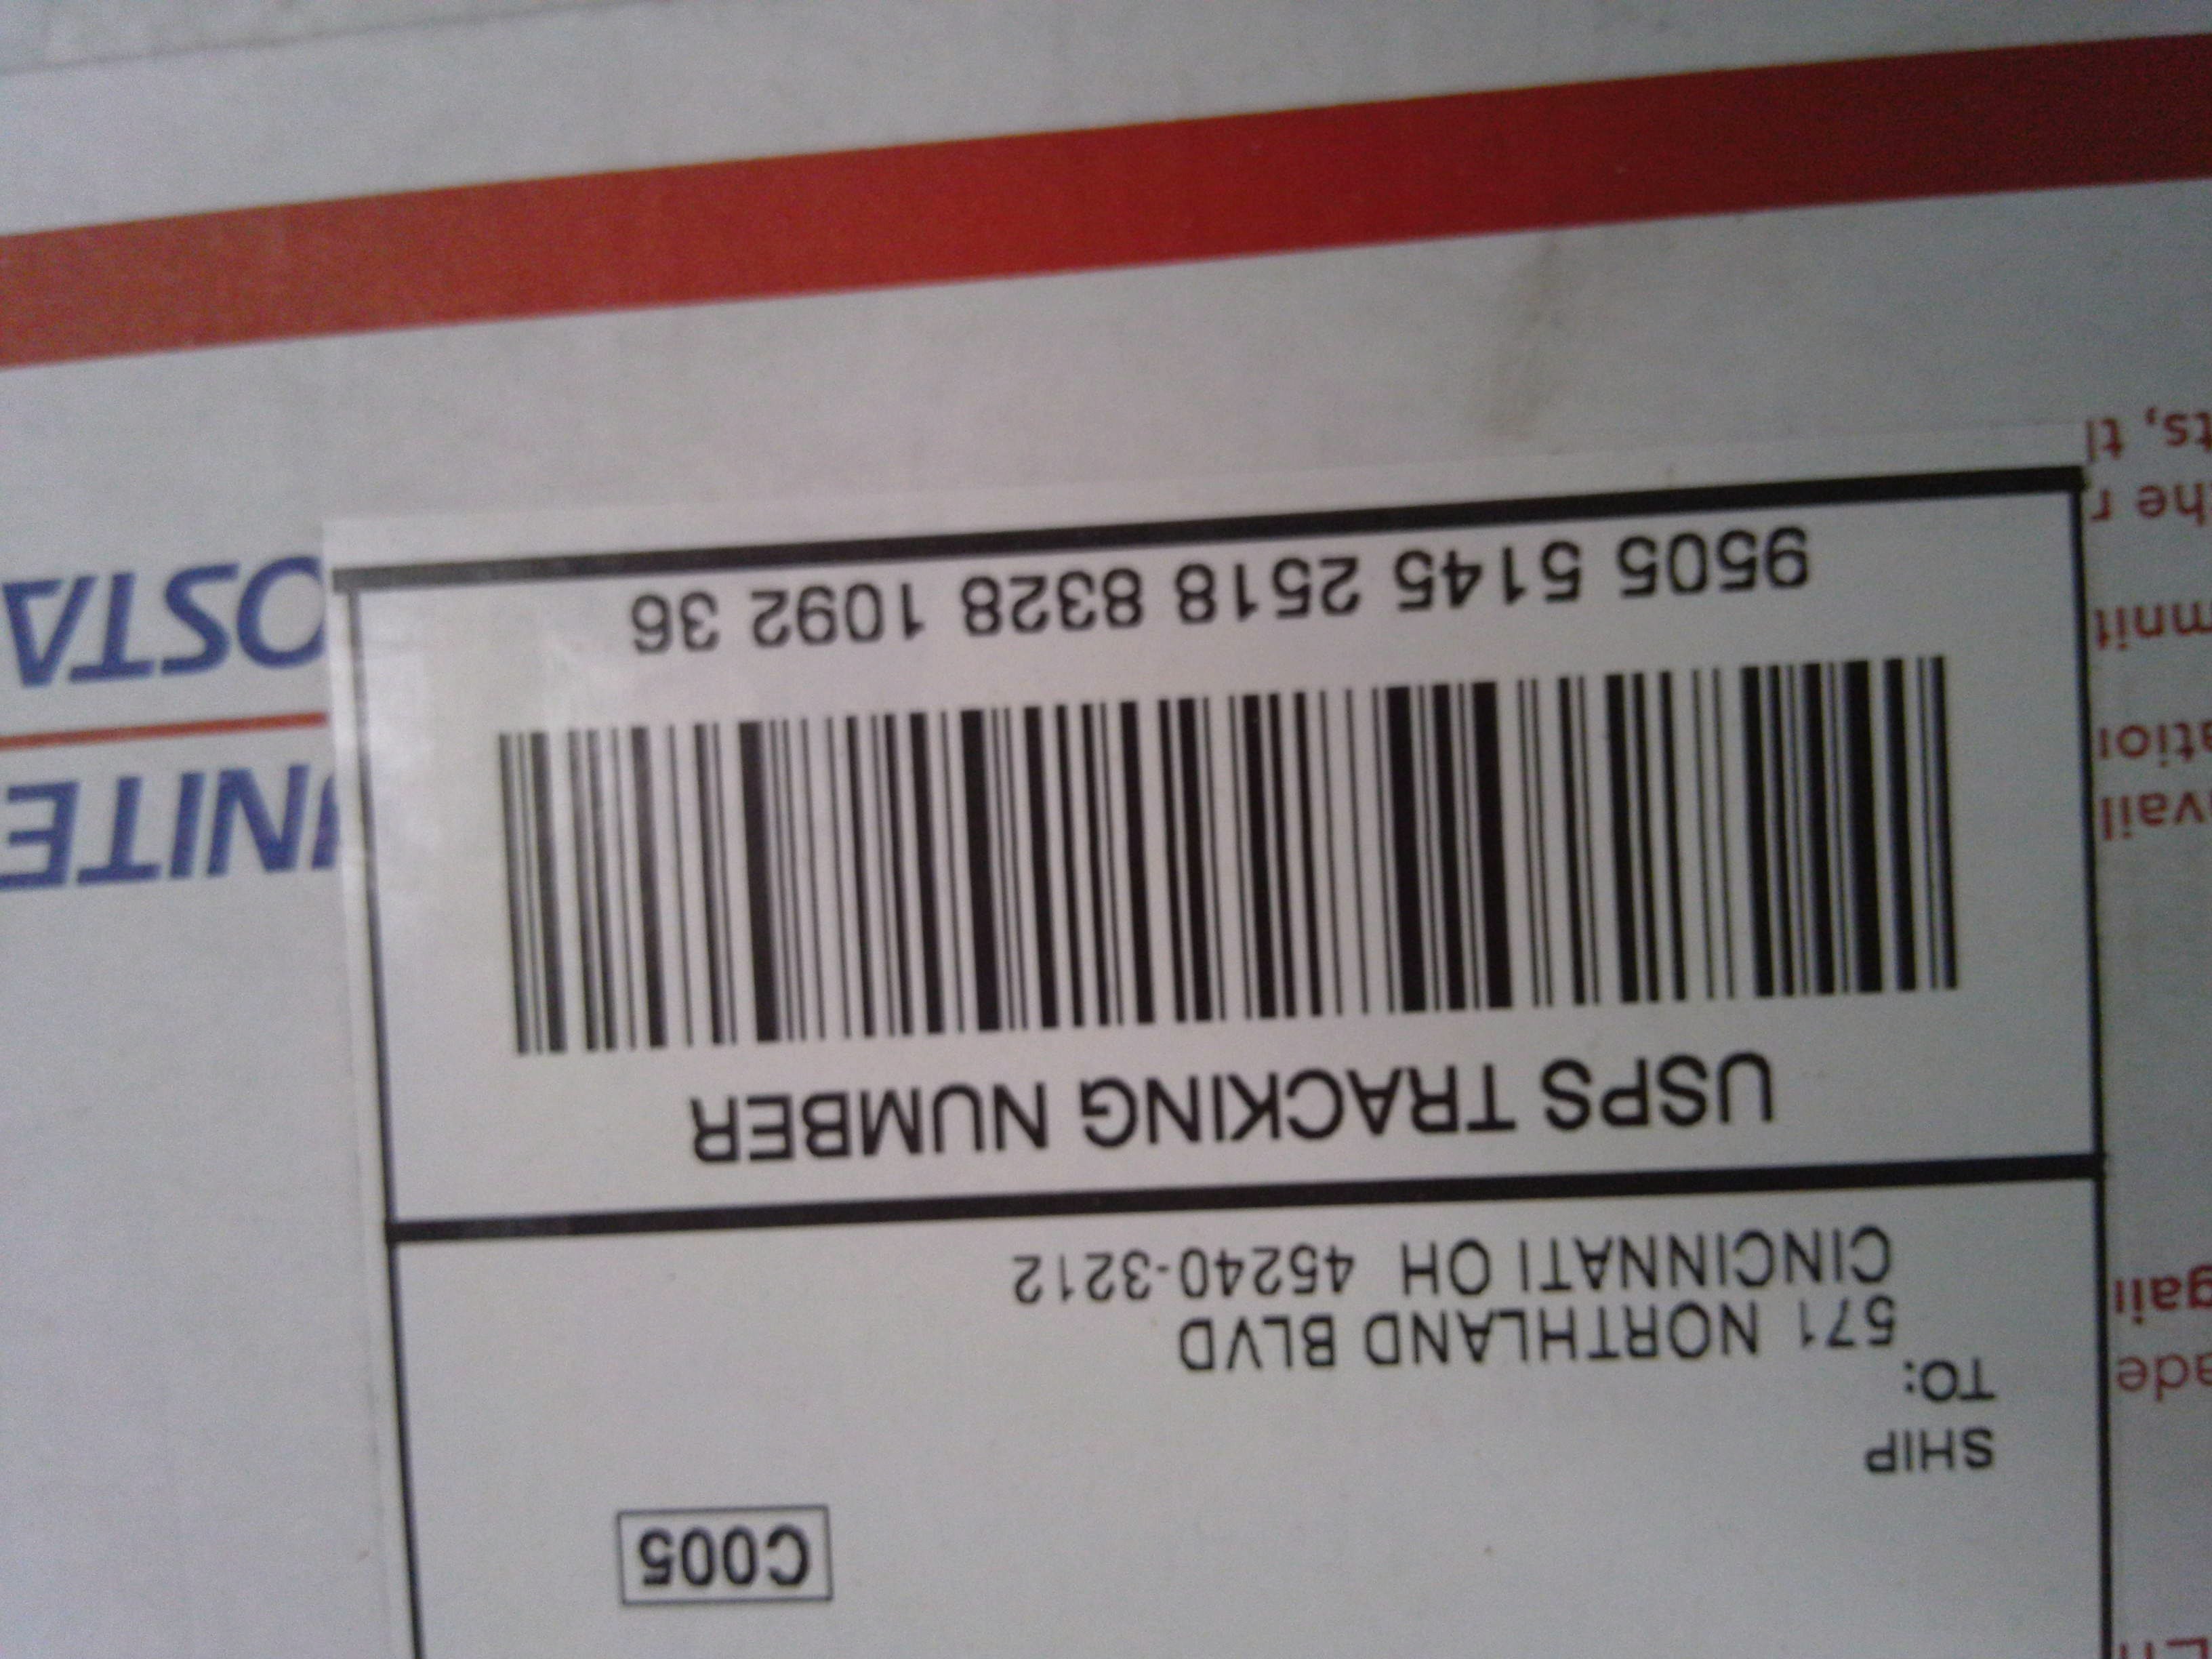 C005
SHIP
TO:
571 NORTHLAND BLVD
CINCINNATI OH 45240-3212
USPS TRACKING NUMBER
9505 5145 2518 8328 1092 36